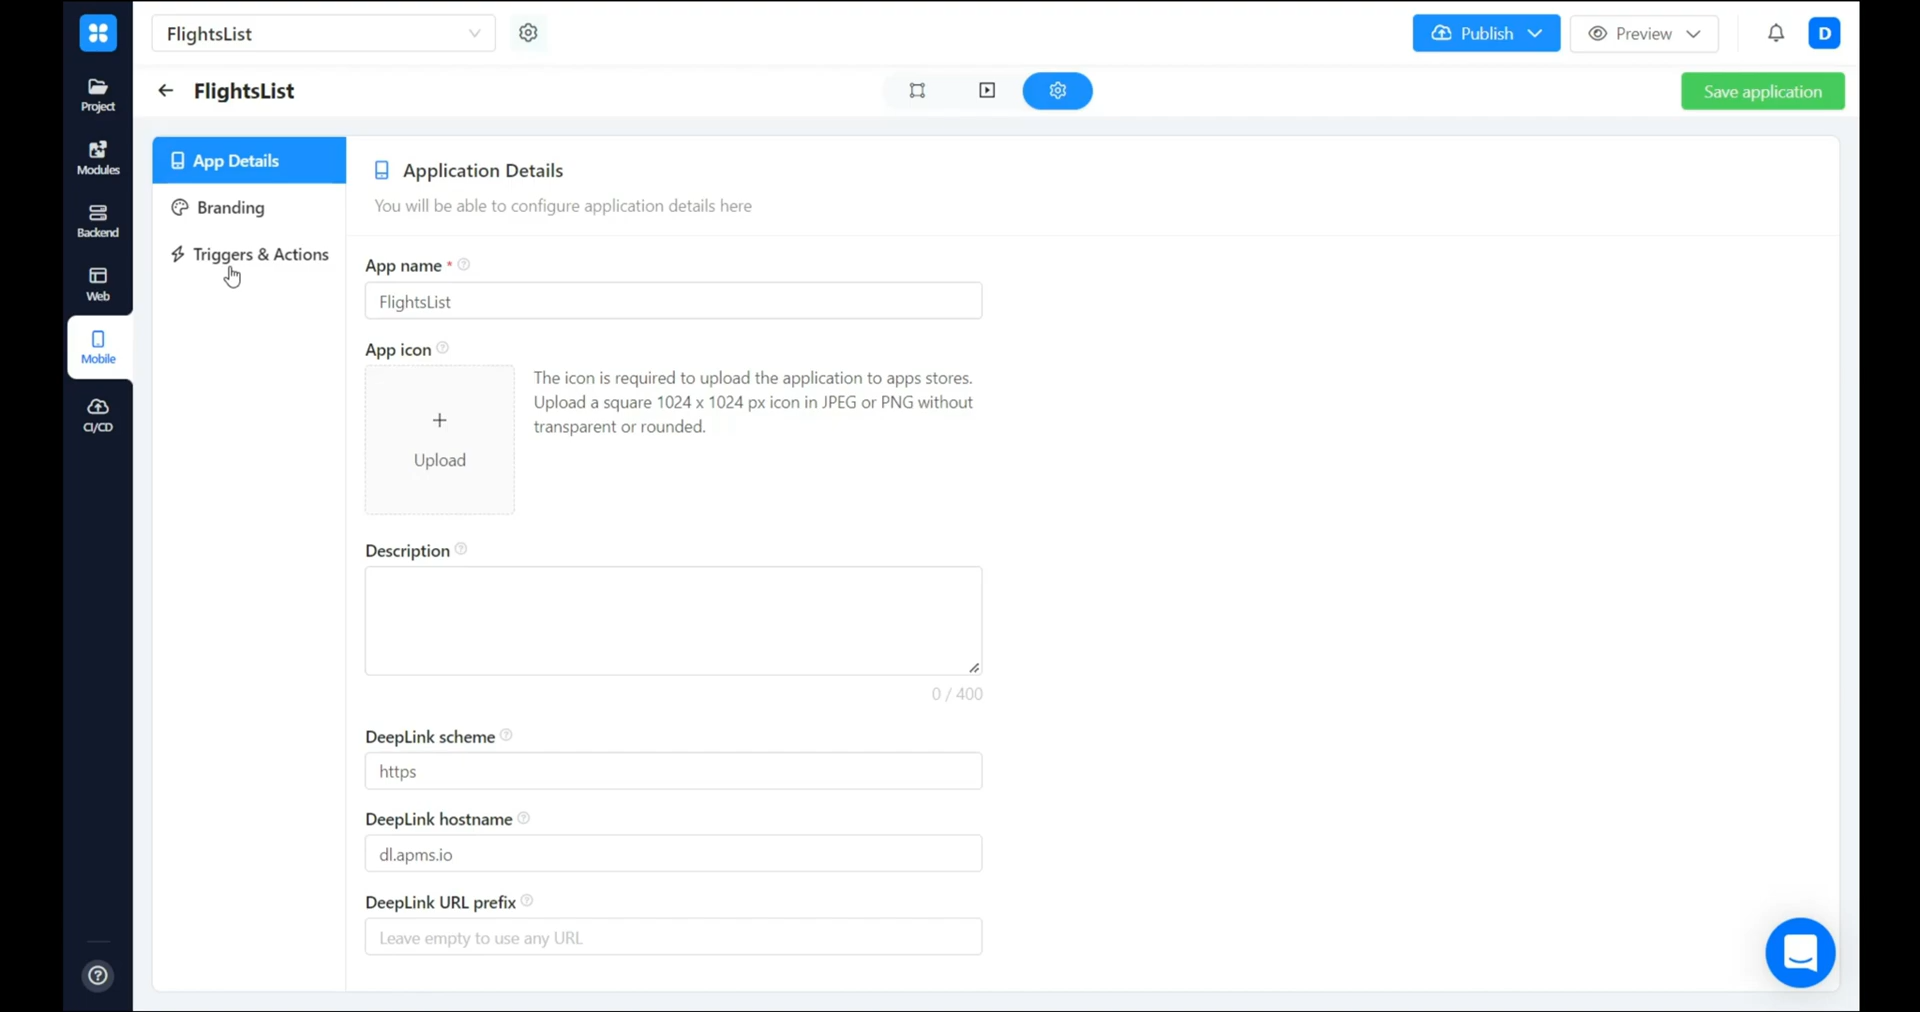 FlightsList
Publish
Preview
D
Project
FlightsList
Save application
Modules
Backend
Web
Mobile
CI/CD
App Details
Branding
Triggers & Actions
Application Details
You will be able to configure application details here
App name *
FlightsList
App icon
Upload
The icon is required to upload the application to apps stores.
Upload a square 1024 x 1024 px icon in JPEG or PNG without
transparent or rounded.
Description
0 / 400
DeepLink scheme
https
DeepLink hostname
dl.apms.io
DeepLink URL prefix
Leave empty to use any URL